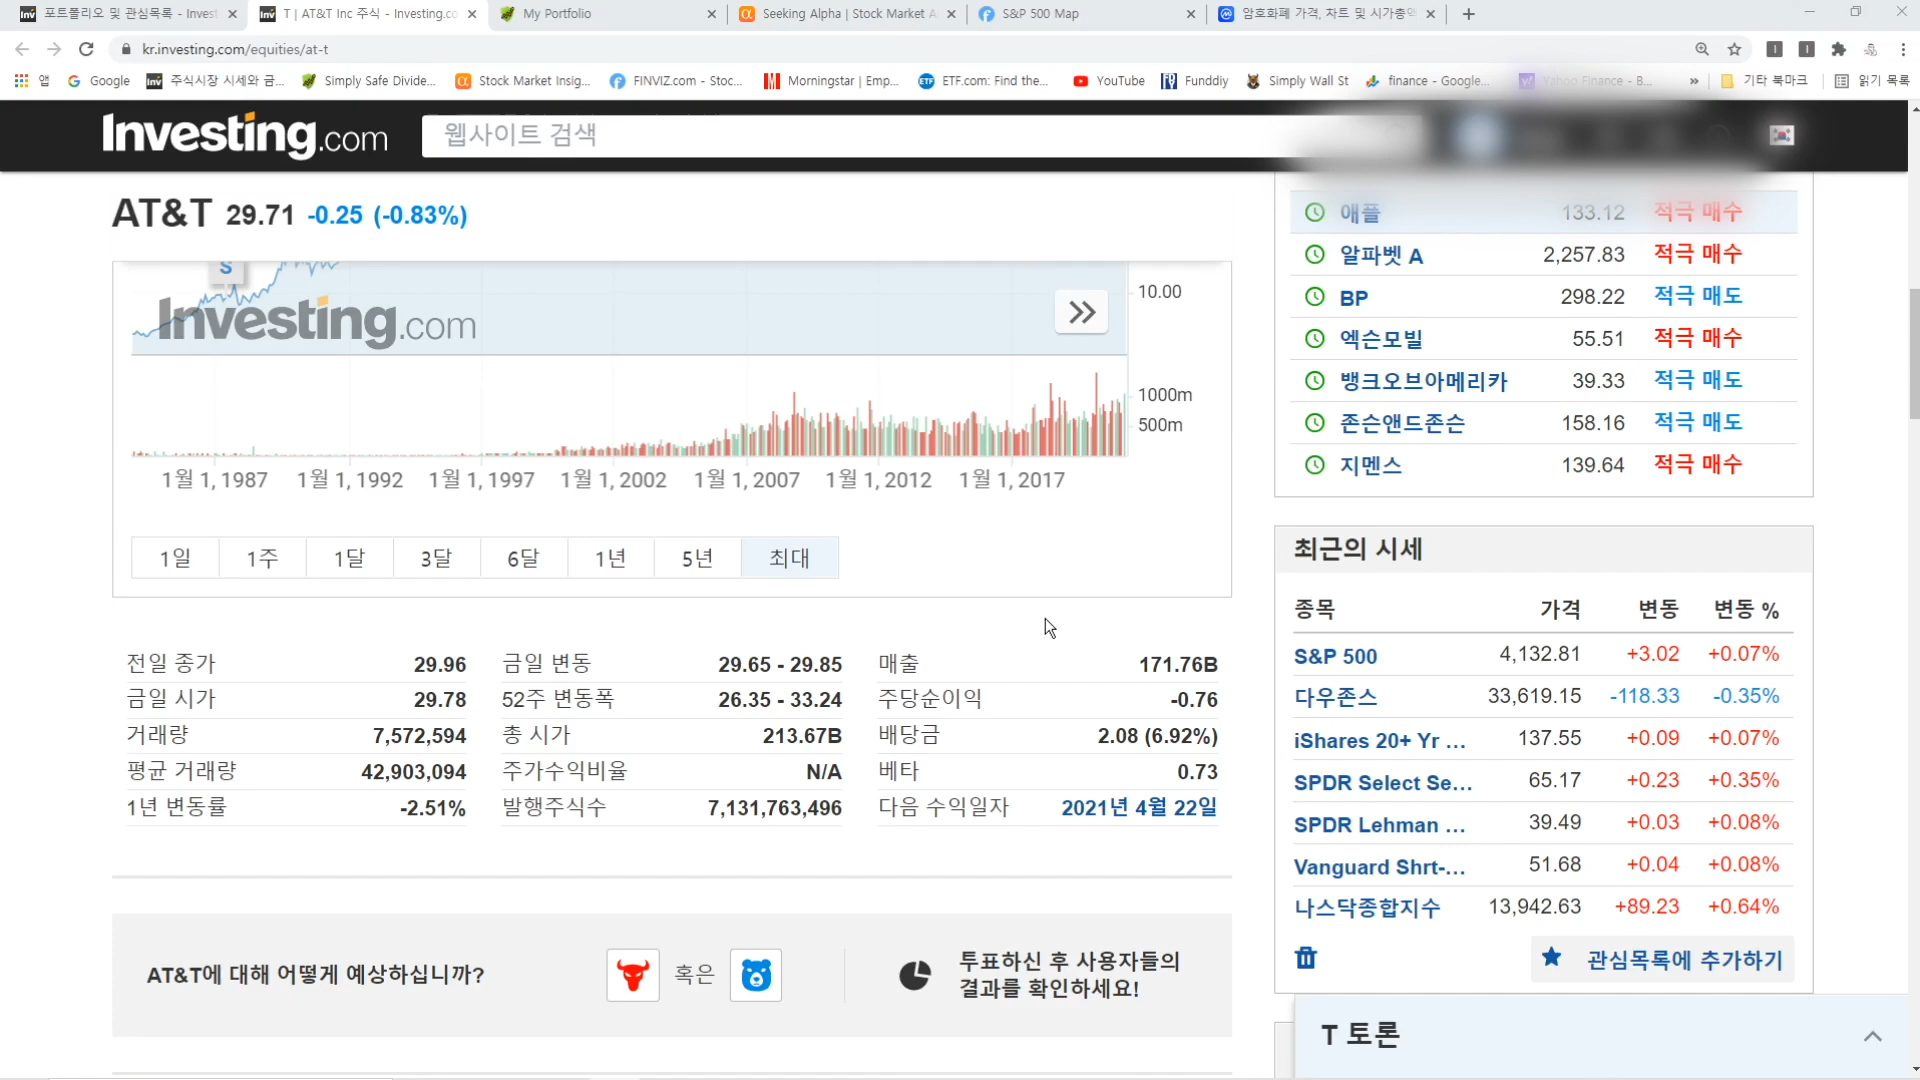 포트폴리오 및 관심목록 - Invest
T | AT&T Inc 주식 - Investing.co
My Portfolio
Seeking Alpha | Stock Market A
S&P 500 Map
암호화폐 가격, 차트 및 시가총액
kr.investing.com/equities/at-t
앱
Google
주식시장 시세와 금...
Simply Safe Divide...
Stock Market Insig...
FINVIZ.com - Stoc...
Morningstar | Emp...
ETF.com: Find the...
YouTube
Funddiy
Simply Wall St
finance - Google...
Yahoo Finance - B...
기타 북마크
읽기 목록
Investing.com
웹사이트 검색
AT&T 29.71 -0.25 (-0.83%)
S
Investing.com
10.00
1000m
500m
1월 1, 1987 1월 1, 1992 1월 1, 1997 1월 1, 2002 1월 1, 2007 1월 1, 2012 1월 1, 2017
1일 1주 1달 3달 6달 1년 5년 최대
전일 종가 29.96 금일 변동 29.65 - 29.85 매출 171.76B
금일 시가 29.78 52주 변동폭 26.35 - 33.24 주당순이익 -0.76
거래량 7,572,594 총 시가 213.67B 배당금 2.08 (6.92%)
평균 거래량 42,903,094 주가수익비율 N/A 베타 0.73
1년 변동률 -2.51% 발행주식수 7,131,763,496 다음 수익일자 2021년 4월 22일
AT&T에 대해 어떻게 예상하십니까?
혹은
투표하신 후 사용자들의
결과를 확인하세요!
애플 133.12 적극 매수
알파벳 A 2,257.83 적극 매수
BP 298.22 적극 매도
엑슨모빌 55.51 적극 매수
뱅크오브아메리카 39.33 적극 매도
존슨앤드존슨 158.16 적극 매도
지멘스 139.64 적극 매수
최근의 시세
종목 가격 변동 변동 %
S&P 500 4,132.81 +3.02 +0.07%
다우존스 33,619.15 -118.33 -0.35%
iShares 20+ Yr ... 137.55 +0.09 +0.07%
SPDR Select Se... 65.17 +0.23 +0.35%
SPDR Lehman ... 39.49 +0.03 +0.08%
Vanguard Shrt-... 51.68 +0.04 +0.08%
나스닥종합지수 13,942.63 +89.23 +0.64%
관심목록에 추가하기
T 토론